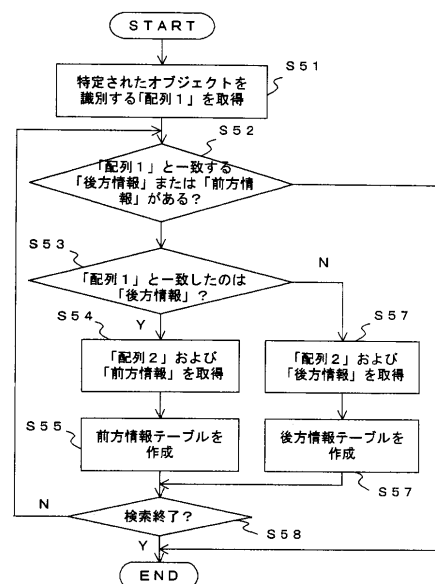 START
S51
特定されたオブジェクトを
識別する「配列1」を取得
S52
「配列1」と一致する
「後方情報」または「前方情
報」がある?
S53
「配列1」と一致したのは
「後方情報」?
N
S54
Y
S57
「配列2」および
「前方情報」を取得
「配列2」および
「後方情報」を取得
S55
前方情報テーブルを
作成
後方情報テーブルを
作成
S57
N
検索終了?
S58
Y
END